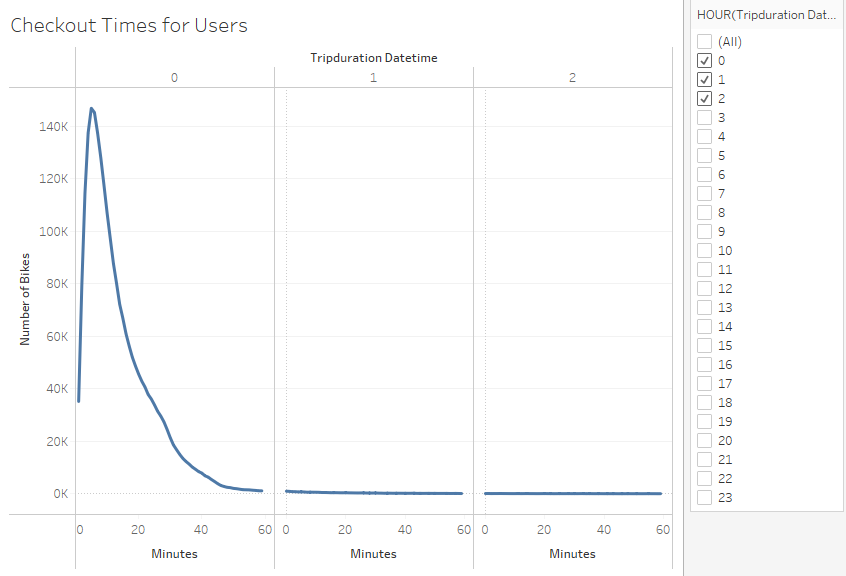 Checkout Times for Users
Tripduration Datetime
0 1 2
140K
120K
100K
80K
60K
40K
20K
0K
Number of Bikes
0 20 40 60 0 20 40 60 0 20 40 60
Minutes Minutes Minutes
HOUR(Tripduration Dat...
(All)
0
1
2
3
4
5
6
7
8
9
10
11
12
13
14
15
16
17
18
19
20
21
22
23